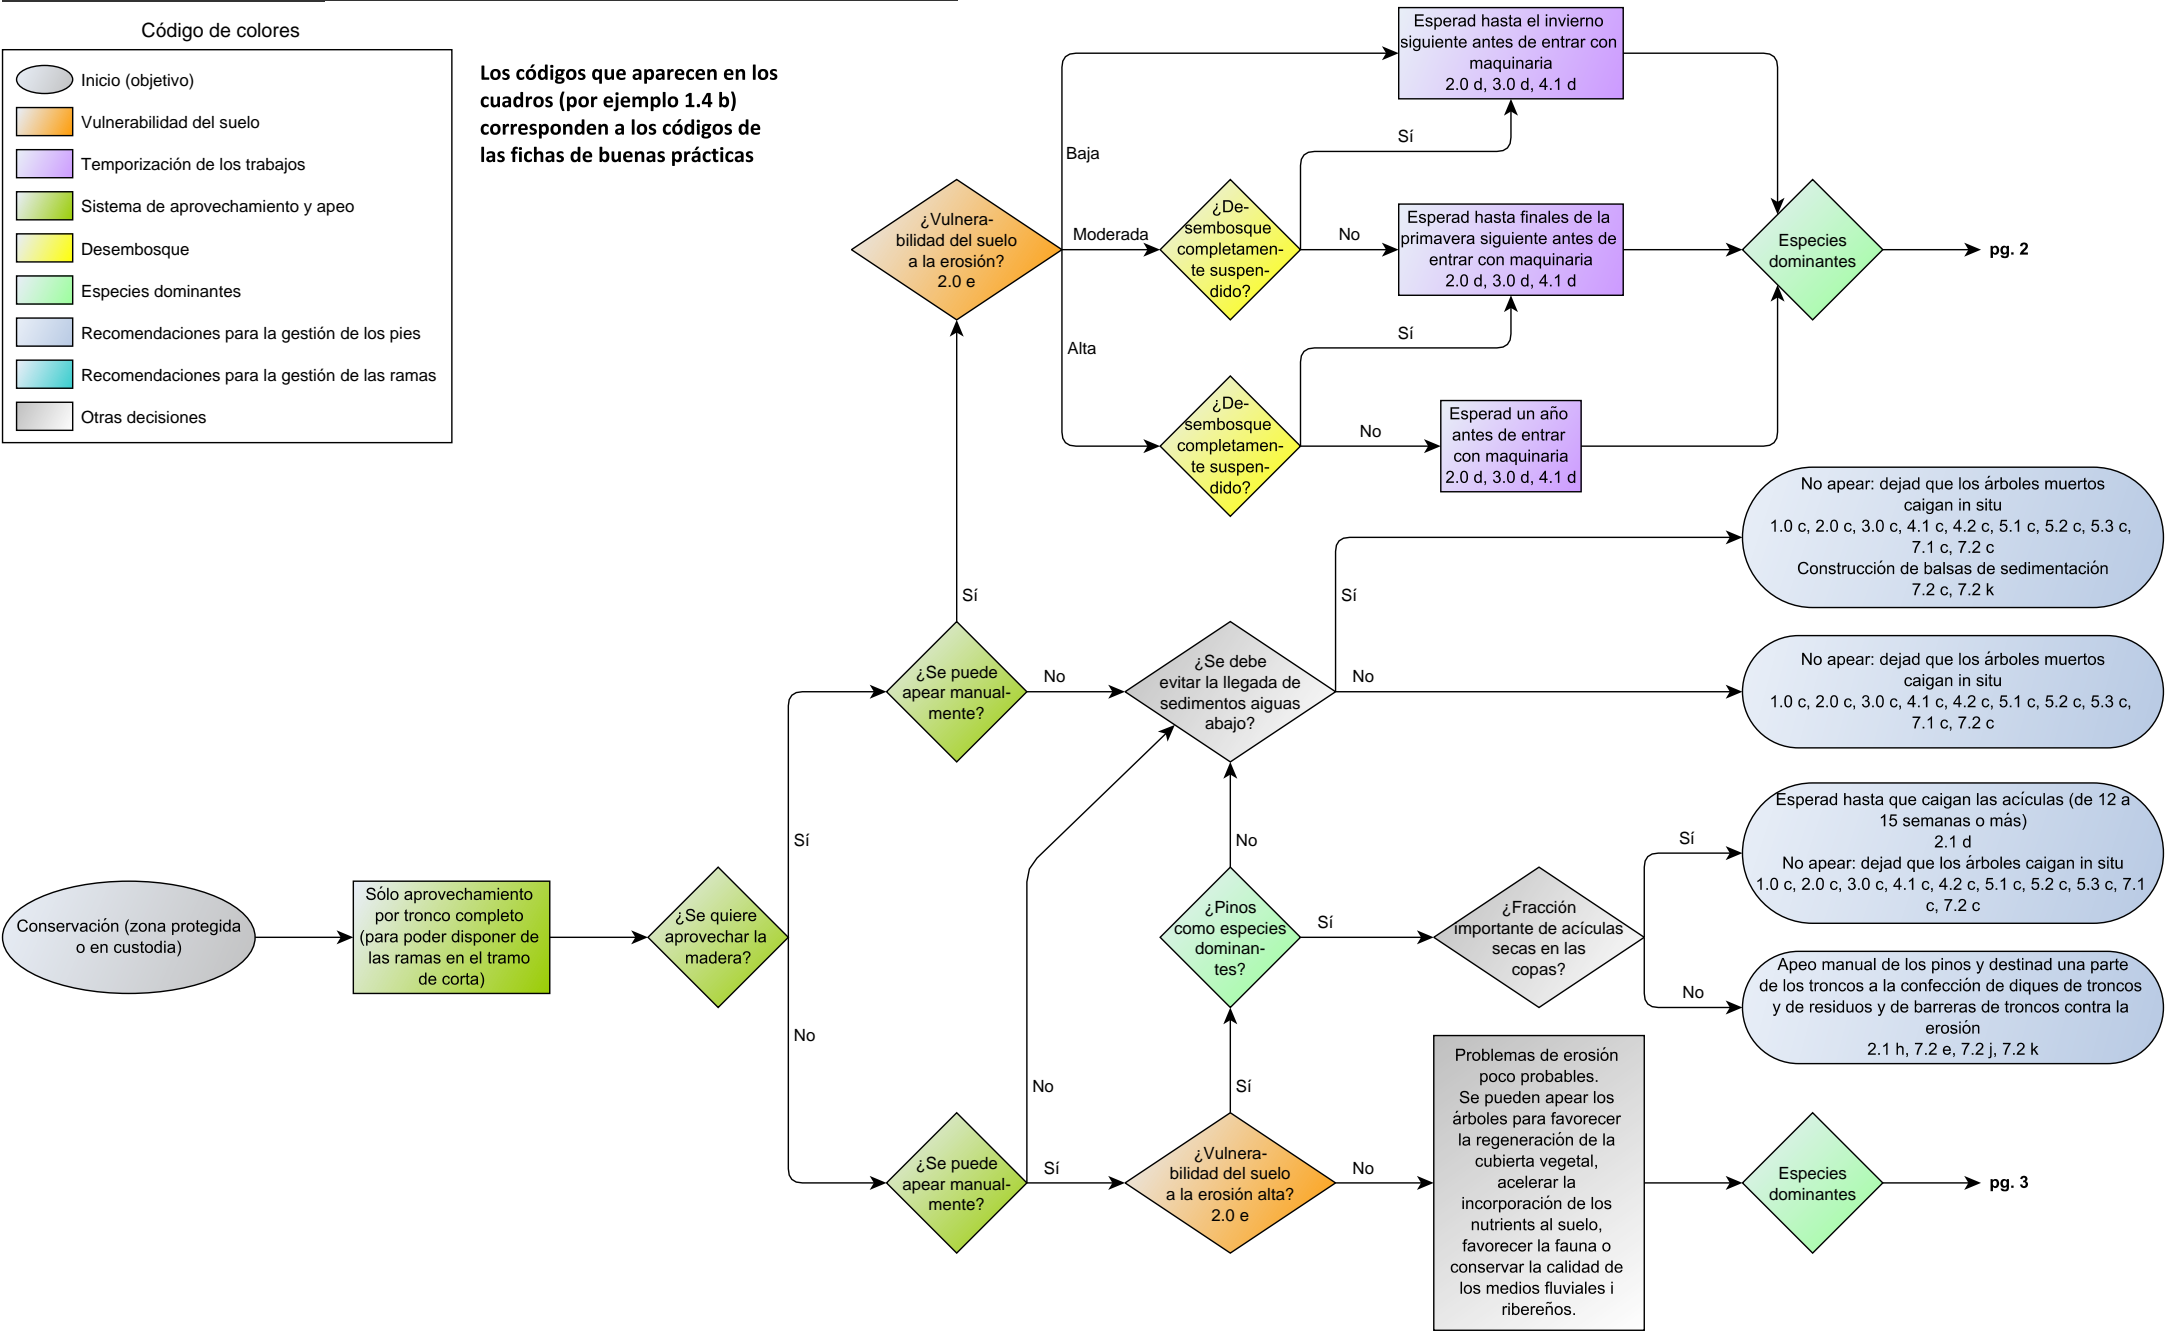 Código de colores
Inicio (objetivo)
Vulnerabilidad del suelo
Temporización de los trabajos
Sistema de aprovechamiento y apeo
Desembosque
Especies dominantes
Recomendaciones para la gestión de los pies
Recomendaciones para la gestión de las ramas
Otras decisiones
Los códigos que aparecen en los
cuadros (por ejemplo 1.4 b)
corresponden a los códigos de
las fichas de buenas prácticas
Conservación (zona protegida
o en custodia)
Sólo aprovechamiento
por tronco completo
(para poder disponer de
las ramas en el tramo
de corta)
¿Se quiere
aprovechar la
madera?
Sí
No
¿Se puede
apear manual-
mente?
Sí
No
¿Vulnera-
bilidad del suelo
a la erosión?
2.0 e
Baja
Moderada
Alta
¿De-
sembosque
completamen-
te suspen-
dido?
Sí
No
¿De-
sembosque
completamen-
te suspen-
dido?
Sí
No
Esperad hasta el invierno
siguiente antes de entrar con
maquinaria
2.0 d, 3.0 d, 4.1 d
Esperad hasta finales de la
primavera siguiente antes de
entrar con maquinaria
2.0 d, 3.0 d, 4.1 d
Esperad un año
antes de entrar
con maquinaria
2.0 d, 3.0 d, 4.1 d
Especies
dominantes
pg. 2
¿Se debe
evitar la llegada de
sedimentos aiguas
abajo?
Sí
No
No apear: dejad que los árboles muertos
caigan in situ
1.0 c, 2.0 c, 3.0 c, 4.1 c, 4.2 c, 5.1 c, 5.2 c, 5.3 c,
7.1 c, 7.2 c
Construcción de balsas de sedimentación
7.2 c, 7.2 k
No apear: dejad que los árboles muertos
caigan in situ
1.0 c, 2.0 c, 3.0 c, 4.1 c, 4.2 c, 5.1 c, 5.2 c, 5.3 c,
7.1 c, 7.2 c
¿Se puede
apear manual-
mente?
No
Sí
¿Vulnera-
bilidad del suelo
a la erosión alta?
2.0 e
Sí
No
¿Pinos
como especies
dominan-
tes?
No
Sí
¿Fracción
importante de acículas
secas en las
copas?
Sí
No
Esperad hasta que caigan las acículas (de 12 a
15 semanas o más)
2.1 d
No apear: dejad que los árboles caigan in situ
1.0 c, 2.0 c, 3.0 c, 4.1 c, 4.2 c, 5.1 c, 5.2 c, 5.3 c, 7.1
c, 7.2 c
Apeo manual de los pinos y destinad una parte
de los troncos a la confección de diques de troncos
y de residuos y de barreras de troncos contra la
erosión
2.1 h, 7.2 e, 7.2 j, 7.2 k
Problemas de erosión
poco probables.
Se pueden apear los
árboles para favorecer
la regeneración de la
cubierta vegetal,
acelerar la
incorporación de los
nutrients al suelo,
favorecer la fauna o
conservar la calidad de
los medios fluviales i
ribereños.
Especies
dominantes
pg. 3